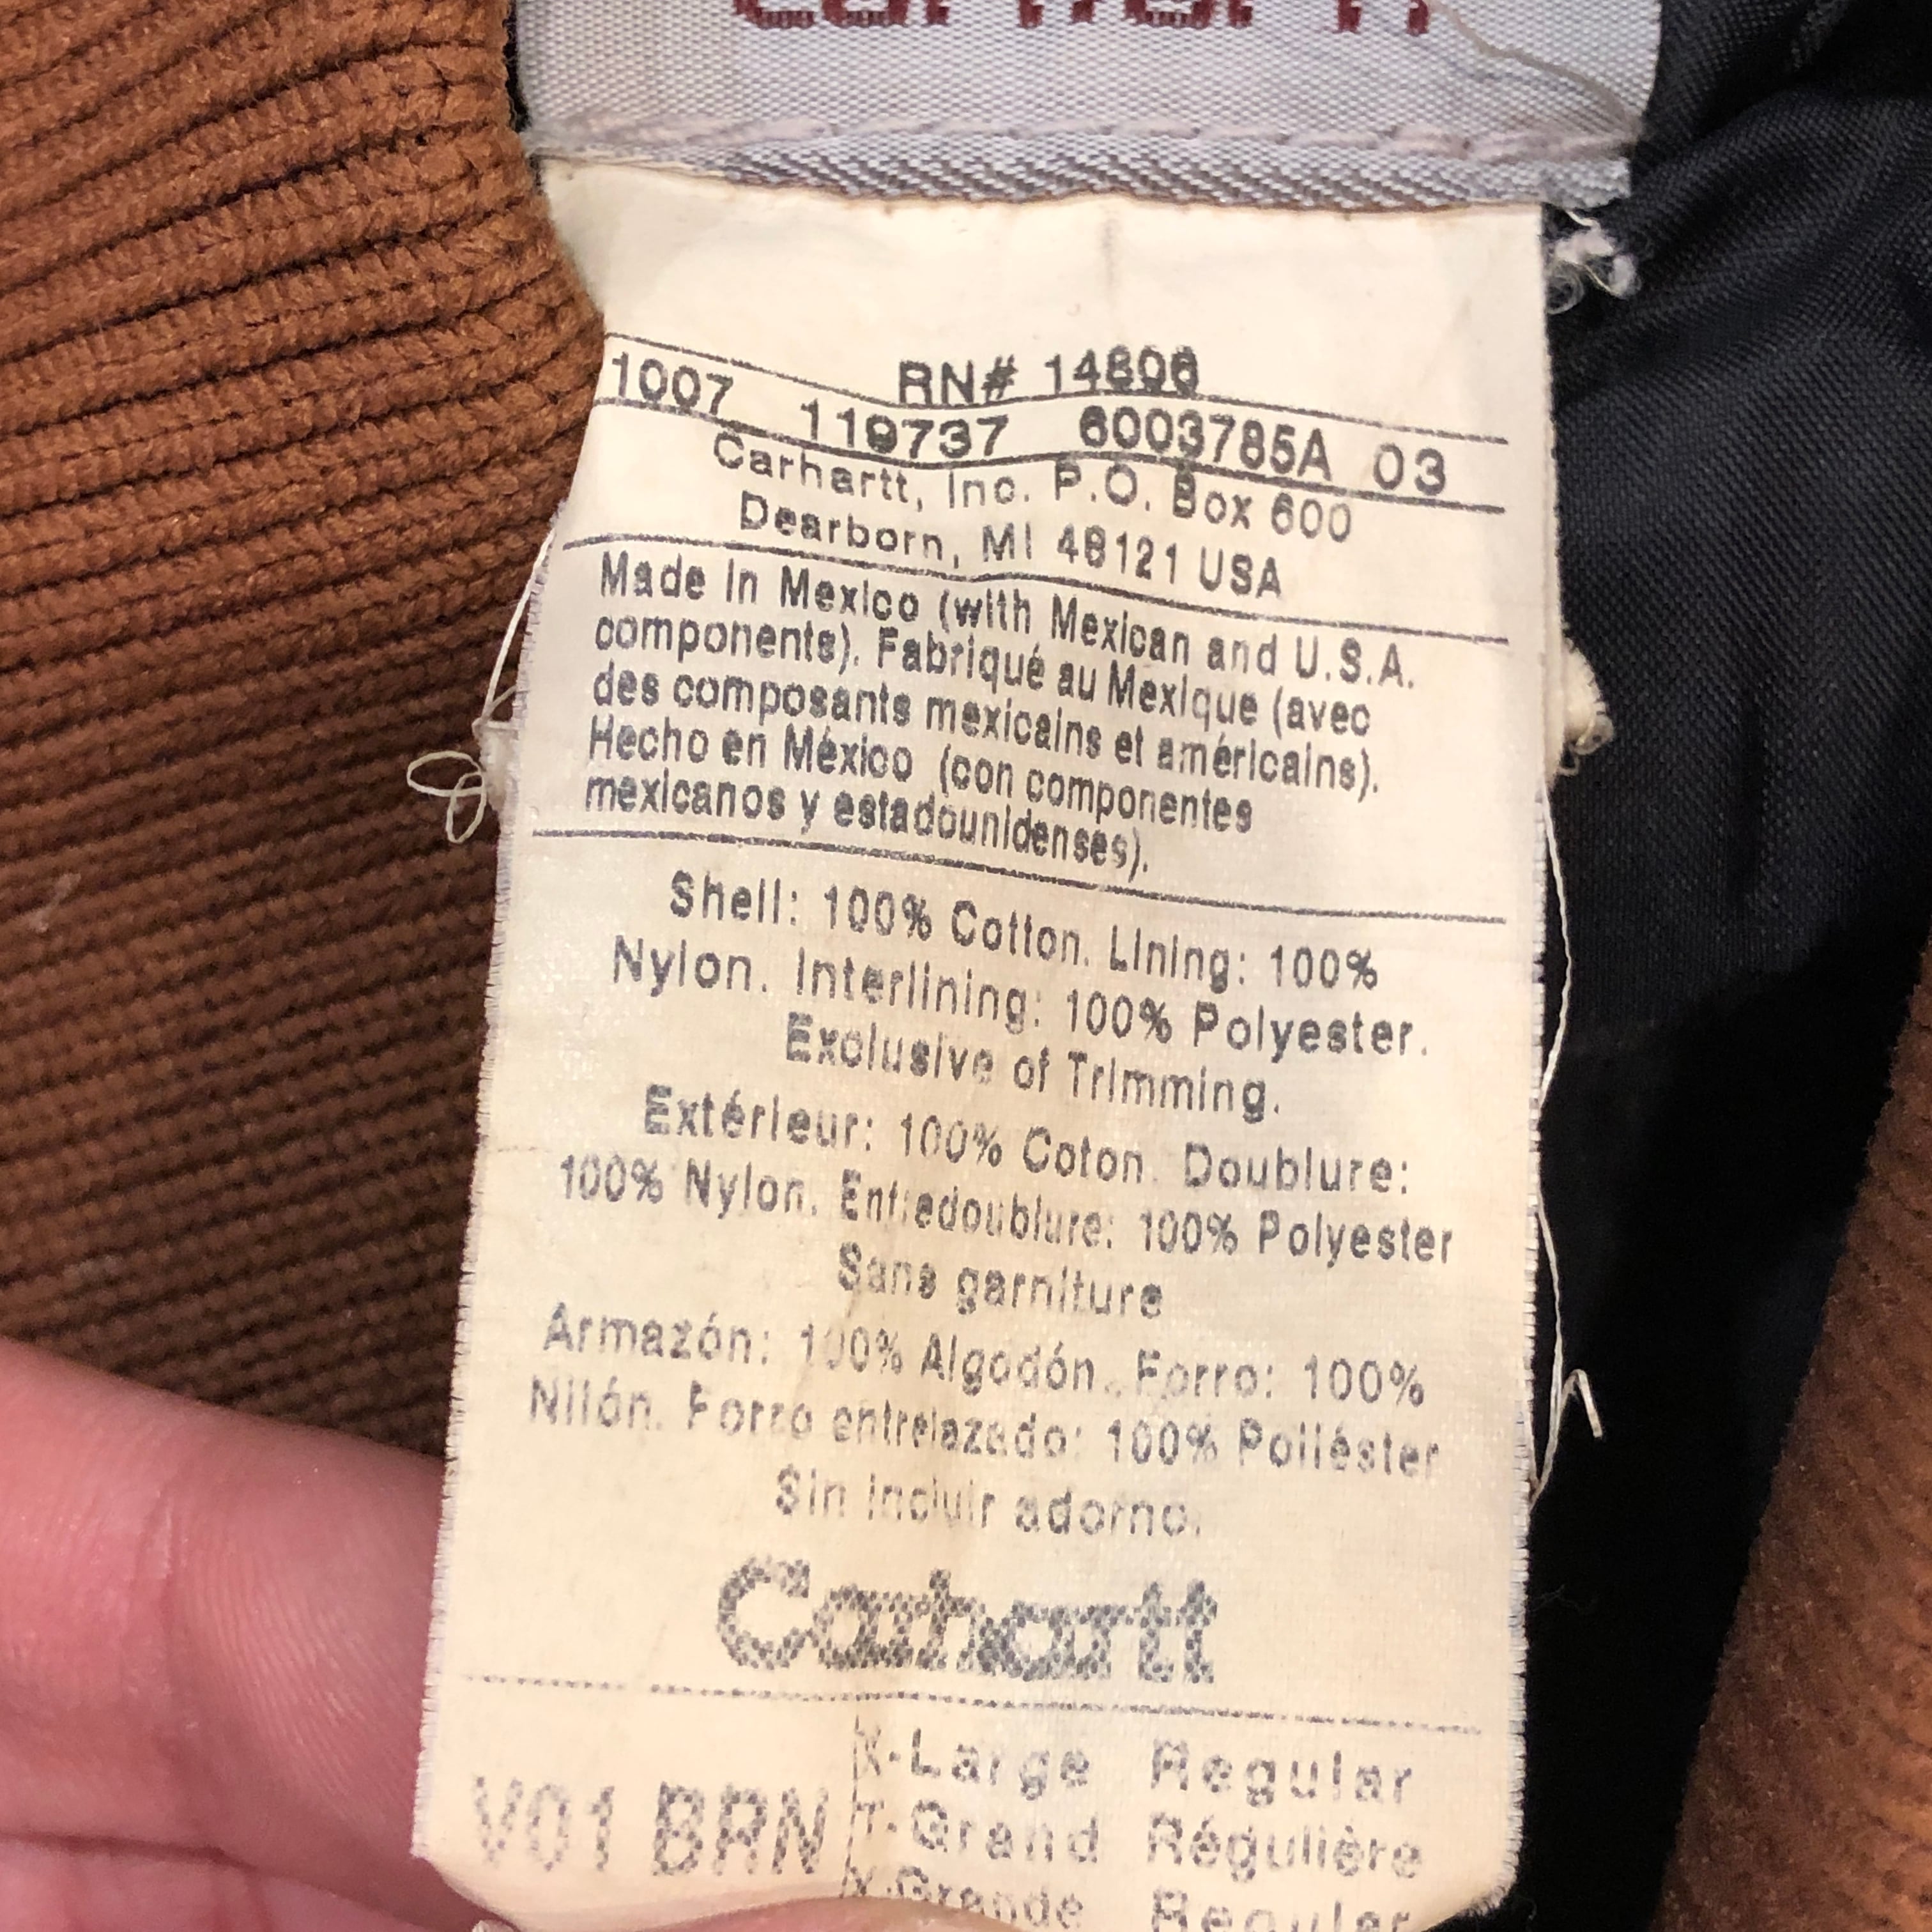 carhartt
RN# 14806
1007 119737 6003785A 03
Carhartt, Inc. P.O. Box 600
Dearborn, MI 48121 USA
Made in Mexico (with Mexican and U.S.A.
components). Fabriqué au Mexique (avec
des composants mexicains et américains).
Hecho en México (con componentes
mexicanos y estadounidenses).
Shell: 100% Cotton. Lining: 100%
Nylon. Interlining: 100% Polyester.
Exclusive of Trimming.
Extérieur: 100% Coton. Doublure:
100% Nylon. Entredoublure: 100% Polyester
Sans garniture
Armazón: 100% Algodón. Forro: 100%
Nilón. Forro entrelazado: 100% Poliéster
Sin incluir adorno.
Carhartt
V01 BRN
X-Large Regular
T-Grand Régulière
X-Grande Regular